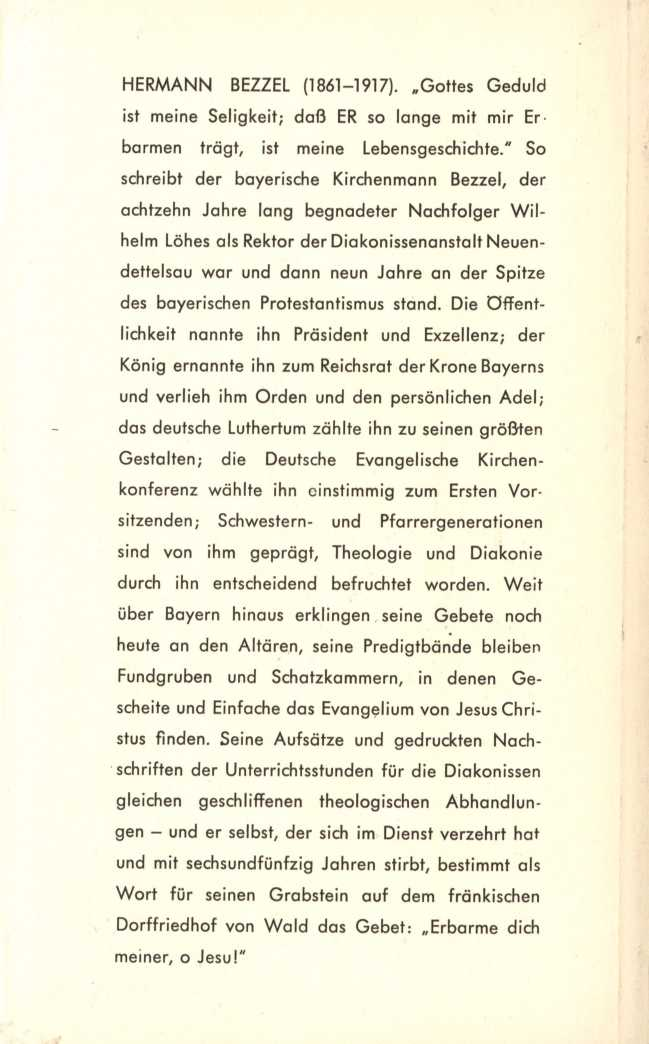 HERMANN BEZZEL (1861–1917). „Gottes Geduld
ist meine Seligkeit; daß ER so lange mit mir Er-
barmen trägt, ist meine Lebensgeschichte." So
schreibt der bayerische Kirchenmann Bezzel, der
achtzehn Jahre lang begnadeter Nachfolger Wil-
helm Löhes als Rektor der Diakonissenanstalt Neuen-
dettelsau war und dann neun Jahre an der Spitze
des bayerischen Protestantismus stand. Die Öffent-
lichkeit nannte ihn Präsident und Exzellenz; der
König ernannte ihn zum Reichsrat der Krone Bayerns
und verlieh ihm Orden und den persönlichen Adel;
das deutsche Luthertum zählte ihn zu seinen größten
Gestalten; die Deutsche Evangelische Kirchen-
konferenz wählte ihn einstimmig zum Ersten Vor-
sitzenden; Schwestern- und Pfarrergenerationen
sind von ihm geprägt, Theologie und Diakonie
durch ihn entscheidend befruchtet worden. Weit
über Bayern hinaus erklingen seine Gebete noch
heute an den Altären, seine Predigtbände bleiben
Fundgruben und Schatzkammern, in denen Ge-
scheite und Einfache das Evangelium von Jesus Chri-
stus finden. Seine Aufsätze und gedruckten Nach-
schriften der Unterrichtsstunden für die Diakonissen
gleichen geschliffenen theologischen Abhandlun-
gen – und er selbst, der sich im Dienst verzehrt hat
und mit sechsundfünfzig Jahren stirbt, bestimmt als
Wort für seinen Grabstein auf dem fränkischen
Dorffriedhof von Wald das Gebet: „Erbarme dich
meiner, o Jesu!"